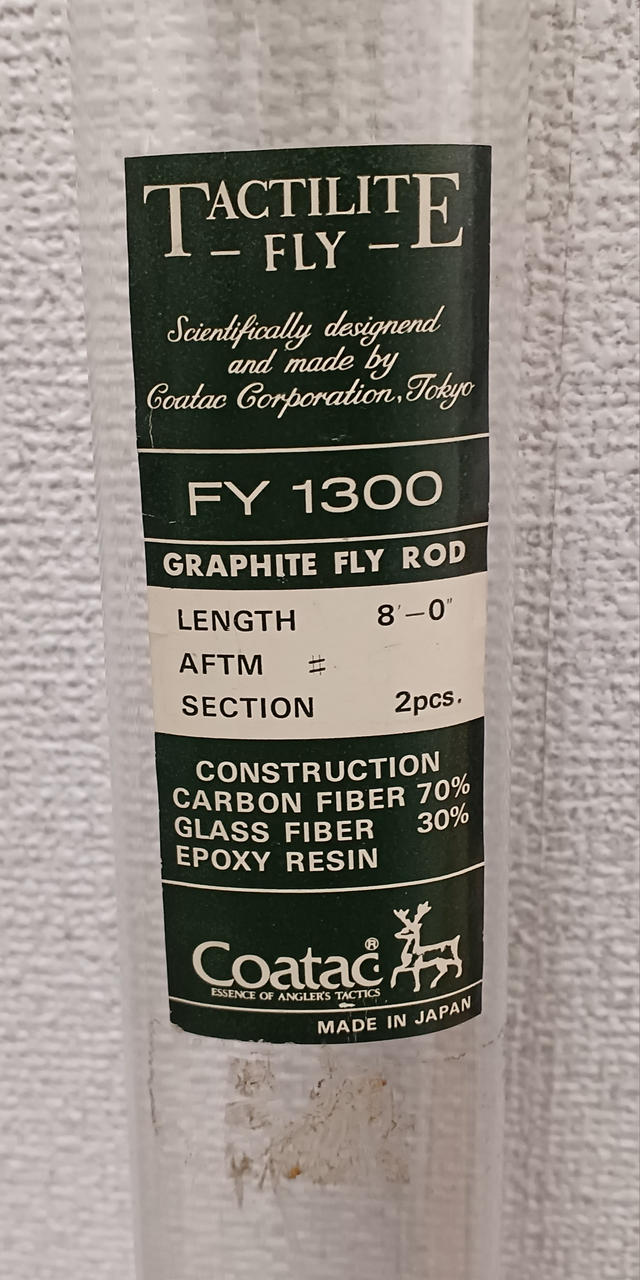 TACTILITE
– FLY –
Scientifically designend
and made by
Coatac Corporation, Tokyo
FY 1300
GRAPHITE FLY ROD
LENGTH 8'–0"
AFTM #
SECTION 2pcs.
CONSTRUCTION
CARBON FIBER 70%
GLASS FIBER 30%
EPOXY RESIN
Coatac®
ESSENCE OF ANGLER'S TACTICS
MADE IN JAPAN